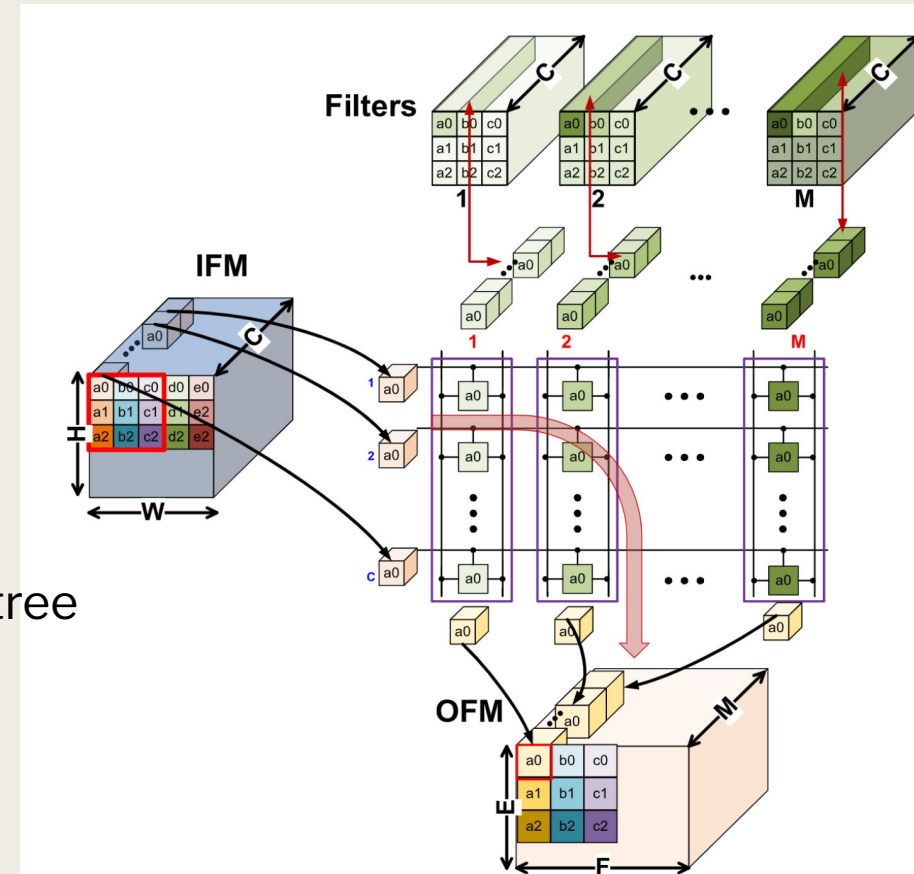 C
C
C
Filters
a0 b0 c0
a1 b1 c1
a2 b2 c2
1
a0 b0 c0
a1 b1 c1
a2 b2 c2
2
a0 b0 c0
a1 b1 c1
a2 b2 c2
M
IFM
a0
a0
a0
a0
a0
a0
1
2
M
a0
C
a0 b0 c0 d0 e0
a1 b1 c1 d1 e2
a2 b2 c2 d2 e2
H
W
1
a0
a0
a0
a0
2
a0
a0
a0
a0
C
a0
a0
a0
a0
tree
a0
a0
a0
OFM
a0
M
a0 b0 c0
a1 b1 c1
a2 b2 c2
E
F